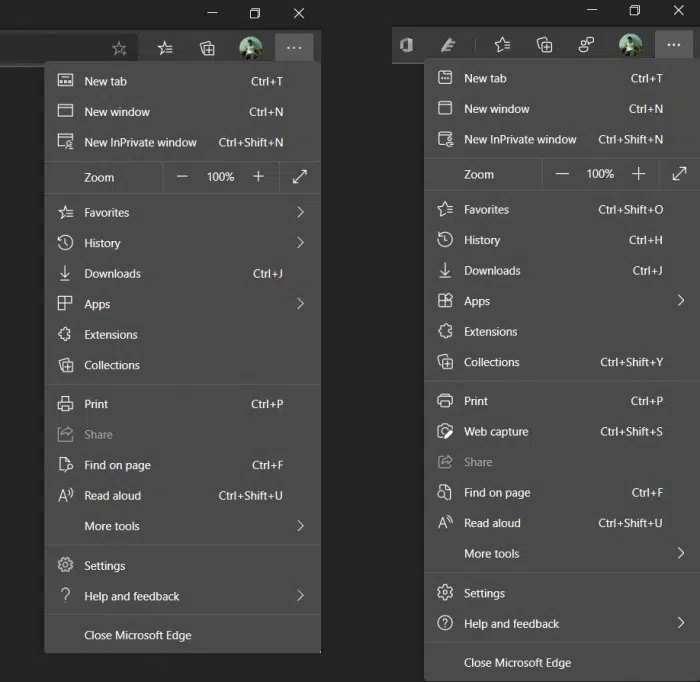 New tab Ctrl+T
New window Ctrl+N
New InPrivate window Ctrl+Shift+N
Zoom 100%
Favorites
History
Downloads Ctrl+J
Apps
Extensions
Collections
Print Ctrl+P
Share
Find on page Ctrl+F
Read aloud Ctrl+Shift+U
More tools
Settings
Help and feedback
Close Microsoft Edge
New tab Ctrl+T
New window Ctrl+N
New InPrivate window Ctrl+Shift+N
Zoom 100%
Favorites Ctrl+Shift+O
History Ctrl+H
Downloads Ctrl+J
Apps
Extensions
Collections Ctrl+Shift+Y
Print Ctrl+P
Web capture Ctrl+Shift+S
Share
Find on page Ctrl+F
Read aloud Ctrl+Shift+U
More tools
Settings
Help and feedback
Close Microsoft Edge